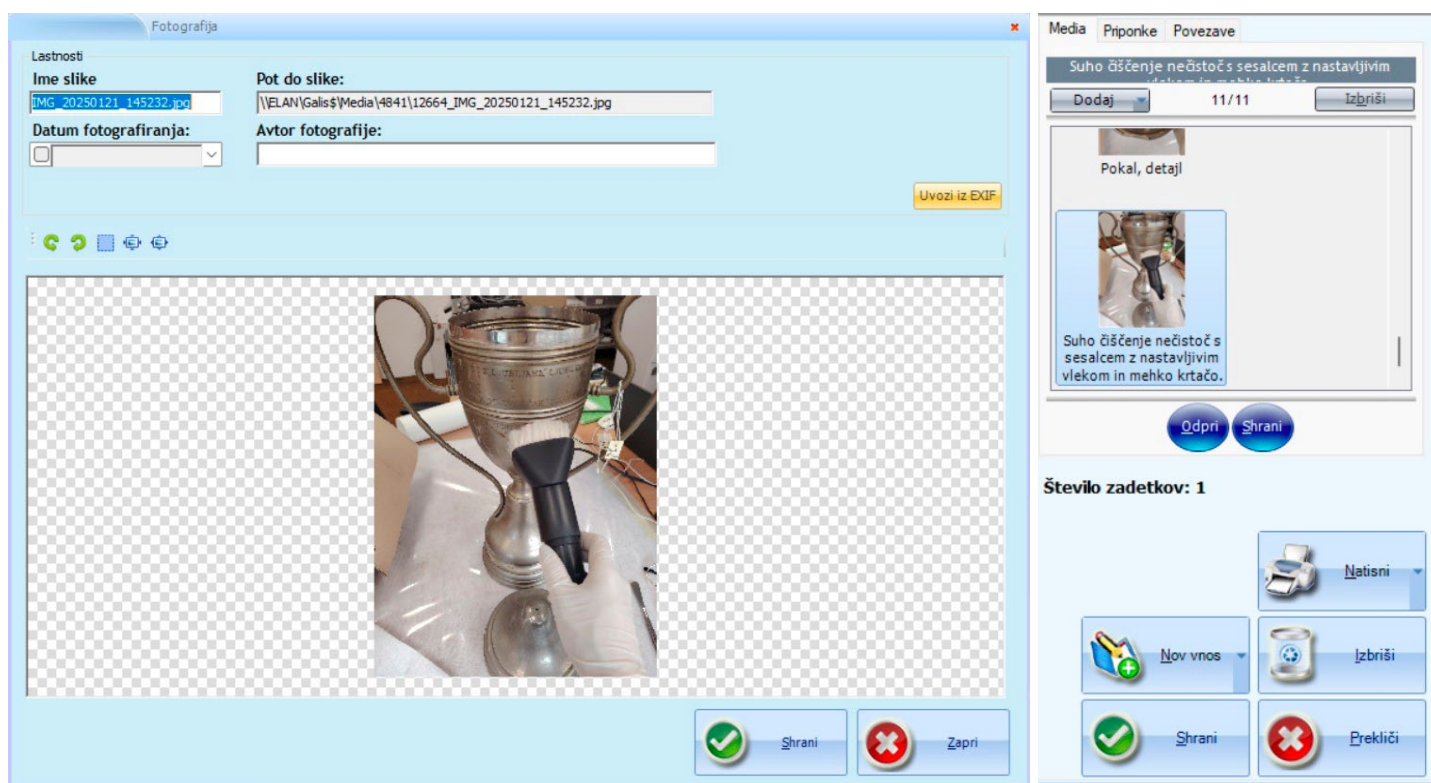 Fotografija
Lastnosti
Ime slike
Pot do slike:
IMG_20250121_145232.jpg
\\ELAN\Galis$\Media\4841\12664_IMG_20250121_145232.jpg
Datum fotografiranja:
Avtor fotografije:
Uvozi iz EXIF
Shrani
Zapri
Media
Priponke
Povezave
Suho čiščenje nečistoč s sesalcem z nastavljivim
Dodaj
11/11
Izbriši
Pokal, detajl
Suho čiščenje nečistoč s
sesalcem z nastavljivim
vlekom in mehko krtačo.
Odpri
Shrani
Število zadetkov: 1
Natisni
Nov vnos
Izbriši
Shrani
Prekliči